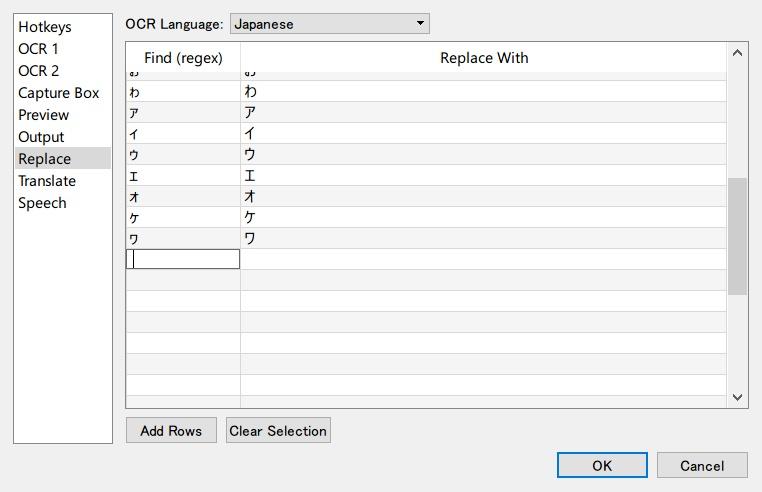 Hotkeys
OCR 1
OCR 2
Capture Box
Preview
Output
Replace
Translate
Speech
OCR Language: Japanese
Find (regex) Replace With
ぉ お
ゎ わ
ァ ア
ィ イ
ゥ ウ
ェ エ
ォ オ
ヶ ケ
ヮ ワ
Add Rows Clear Selection
OK Cancel